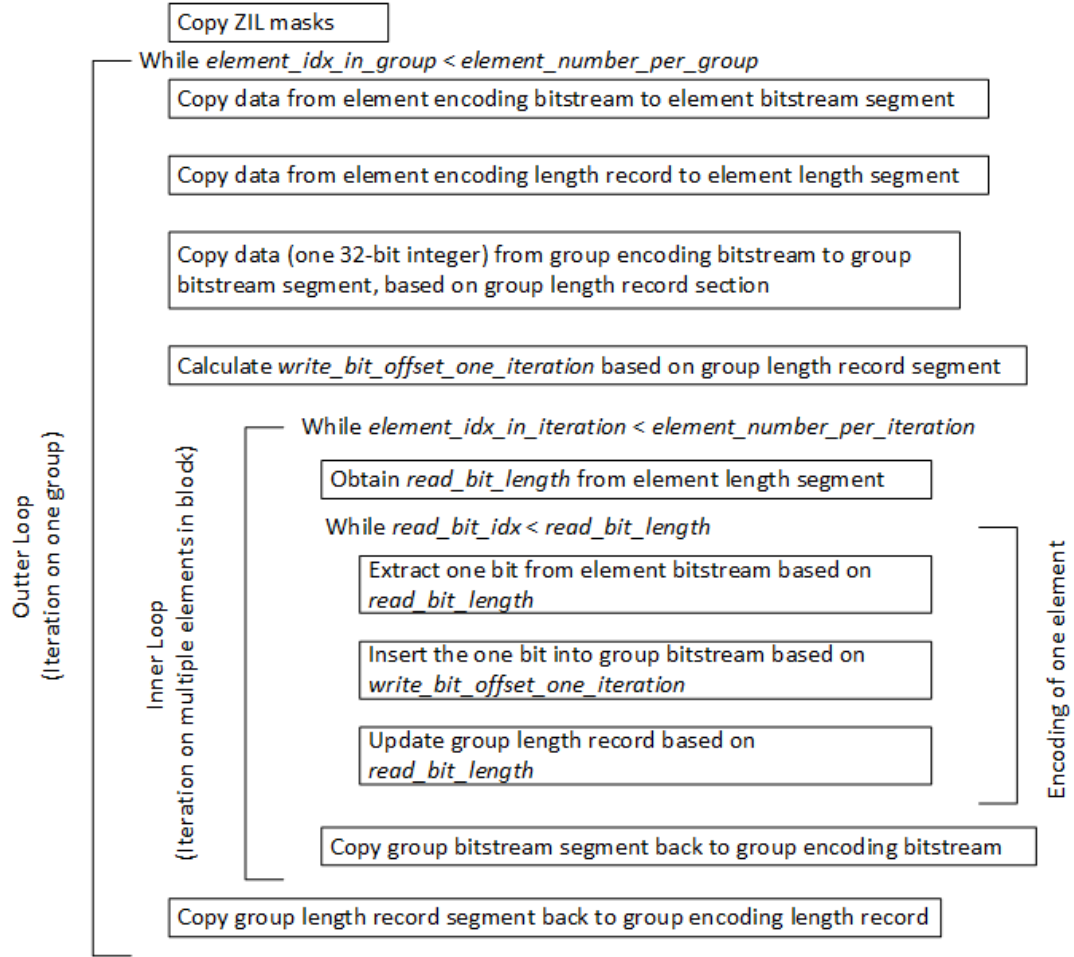 Copy ZIL masks
While element_idx_in_group < element_number_per_group
Copy data from element encoding bitstream to element bitstream segment
Copy data from element encoding length record to element length segment
Copy data (one 32-bit integer) from group encoding bitstream to group
bitstream segment, based on group length record section
Calculate write_bit_offset_one_iteration based on group length record segment
While element_idx_in_iteration < element_number_per_iteration
Obtain read_bit_length from element length segment
While read_bit_idx < read_bit_length
Extract one bit from element bitstream based on
read_bit_length
Insert the one bit into group bitstream based on
write_bit_offset_one_iteration
Update group length record based on
read_bit_length
Copy group bitstream segment back to group encoding bitstream
Copy group length record segment back to group encoding length record
Outter Loop
(Iteration on one group)
Inner Loop
(Iteration on multiple elements in block)
Encoding of one element